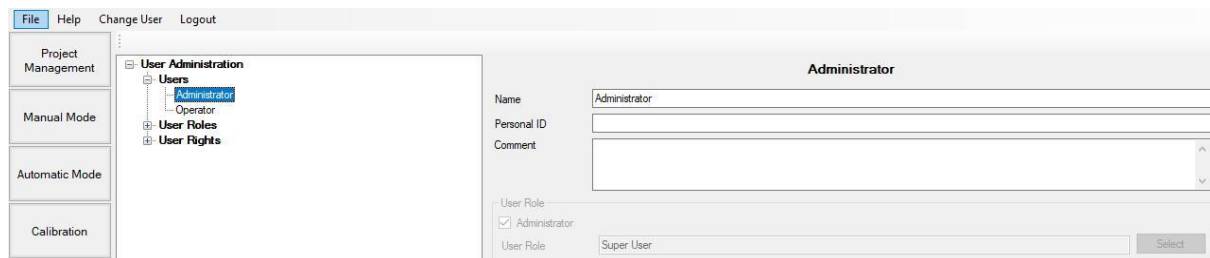 File Help Change User Logout
Project
Management
Manual Mode
Automatic Mode
Calibration
User Administration
Users
Administrator
Operator
User Roles
User Rights
Administrator
Name Administrator
Personal ID
Comment
User Role
Administrator
User Role Super User Select